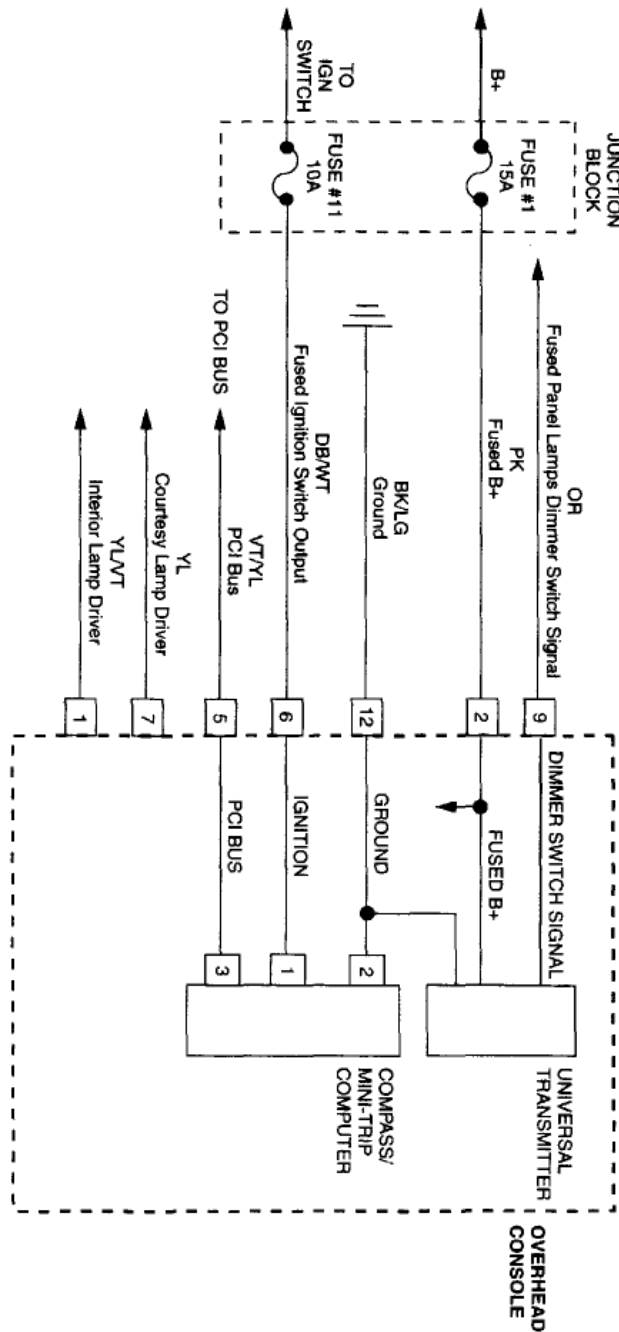 JUNCTION
BLOCK
B+
FUSE #1
15A
TO
IGN
SWITCH
FUSE #11
10A
OR
Fused Panel Lamps Dimmer Switch Signal
PK
Fused B+
BK/LG
Ground
DB/WT
Fused Ignition Switch Output
TO PCI BUS
VT/YL
PCI Bus
YL
Courtesy Lamp Driver
YL/VT
Interior Lamp Driver
9
2
12
6
5
7
1
DIMMER SWITCH SIGNAL
FUSED B+
GROUND
IGNITION
PCI BUS
2
1
3
UNIVERSAL
TRANSMITTER
COMPASS/
MINI-TRIP
COMPUTER
OVERHEAD
CONSOLE